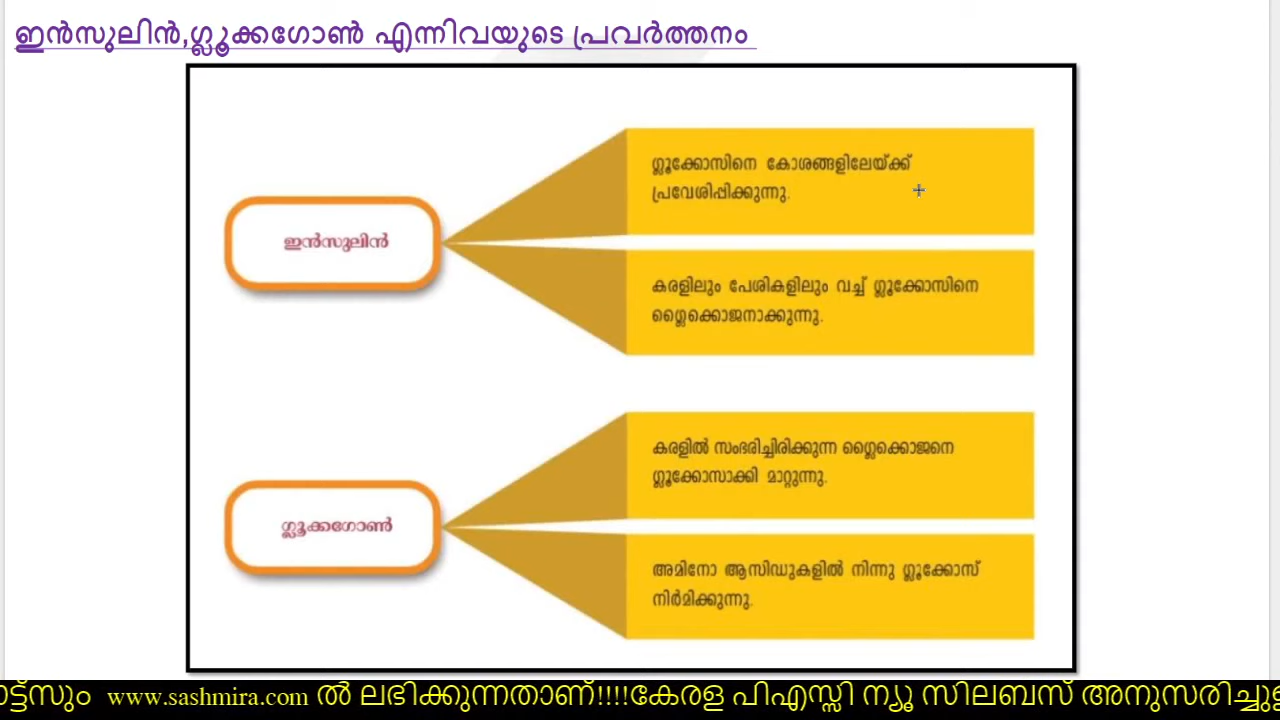 ഇൻസുലിൻ,ഗ്ലൂക്കഗോൺ എന്നിവയുടെ പ്രവർത്തനം
ഗ്ലൂക്കോസിനെ കോശങ്ങളിലേയ്ക്ക്
പ്രവേശിപ്പിക്കുന്നു.
ഇൻസുലിൻ
കരളിലും പേശികളിലും വച്ച് ഗ്ലൂക്കോസിനെ
ഗ്ലൈക്കൊജനാക്കുന്നു.
കരളിൽ സംഭരിച്ചിരിക്കുന്ന ഗ്ലൈക്കൊജനെ
ഗ്ലൂക്കോസാക്കി മാറ്റുന്നു.
ഗ്ലൂക്കഗോൺ
അമിനോ ആസിഡുകളിൽ നിന്നു ഗ്ലൂക്കോസ്
നിർമിക്കുന്നു.
www.sashmira.com ൽ ലഭിക്കുന്നതാണ്!!!!കേരള പിഎസ്സി ന്യൂ സിലബസ്